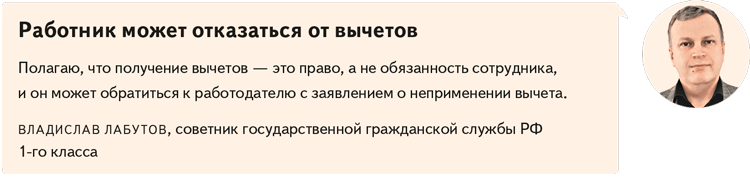 Работник может отказаться от вычетов
Полагаю, что получение вычетов — это право, а не обязанность сотрудника,
и он может обратиться к работодателю с заявлением о неприменении вычета.
ВЛАДИСЛАВ ЛАБУТОВ, советник государственной гражданской службы РФ
1-го класса